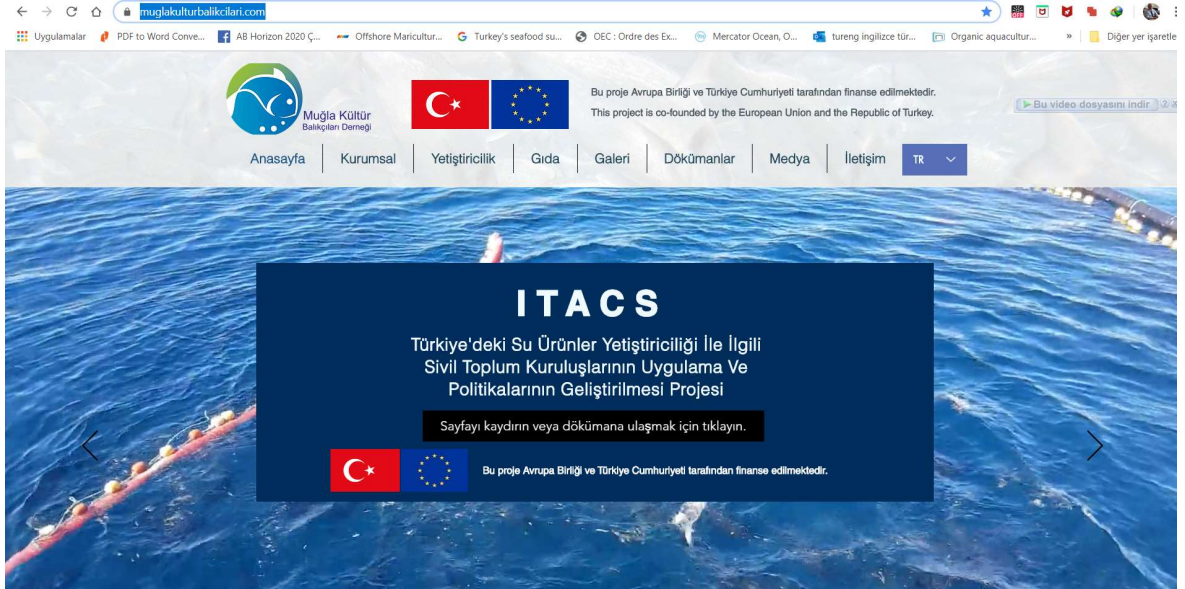 muglakulturbalikcilari.com
Uygulamalar PDF to Word Conve... AB Horizon 2020 Ç... Offshore Maricultur... Turkey's seafood su... OEC : Ordre des Ex... Mercator Ocean, O... tureng ingilizce tür... Organic aquacultur... » Diğer yer işaretle
Muğla Kültür
Balıkçıları Derneği
Bu proje Avrupa Birliği ve Türkiye Cumhuriyeti tarafından finanse edilmektedir.
This project is co-founded by the European Union and the Republic of Turkey.
Bu video dosyasını indir
Anasayfa Kurumsal Yetiştiricilik Gıda Galeri Dökümanlar Medya İletişim TR
ITACS
Türkiye'deki Su Ürünler Yetiştiriciliği İle İlgili
Sivil Toplum Kuruluşlarının Uygulama Ve
Politikalarının Geliştirilmesi Projesi
Sayfayı kaydırın veya dökümana ulaşmak için tıklayın.
Bu proje Avrupa Birliği ve Türkiye Cumhuriyeti tarafından finanse edilmektedir.